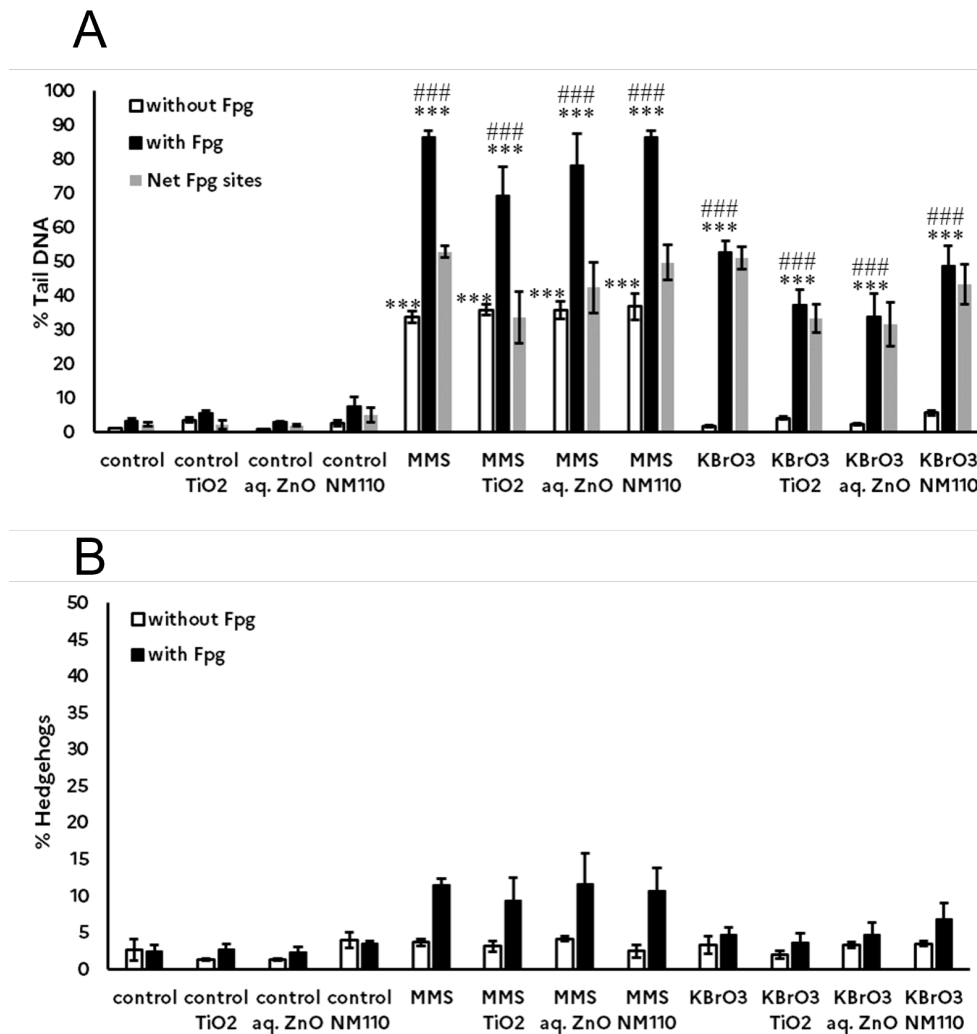 A
100
90
80
70
60
50
40
30
20
10
0
% Tail DNA
without Fpg
with Fpg
Net Fpg sites
### ### ### ### ### ### ### ###
*** *** *** *** *** *** *** ***
*** *** *** ***
control control control control MMS MMS MMS MMS KBrO3 KBrO3 KBrO3 KBrO3
TiO2 aq. ZnO NM110 TiO2 aq. ZnO NM110 TiO2 aq. ZnO NM110
B
50
45
40
35
30
25
20
15
10
5
0
% Hedgehogs
without Fpg
with Fpg
control control control control MMS MMS MMS MMS KBrO3 KBrO3 KBrO3 KBrO3
TiO2 aq. ZnO NM110 TiO2 aq. ZnO NM110 TiO2 aq. ZnO NM110